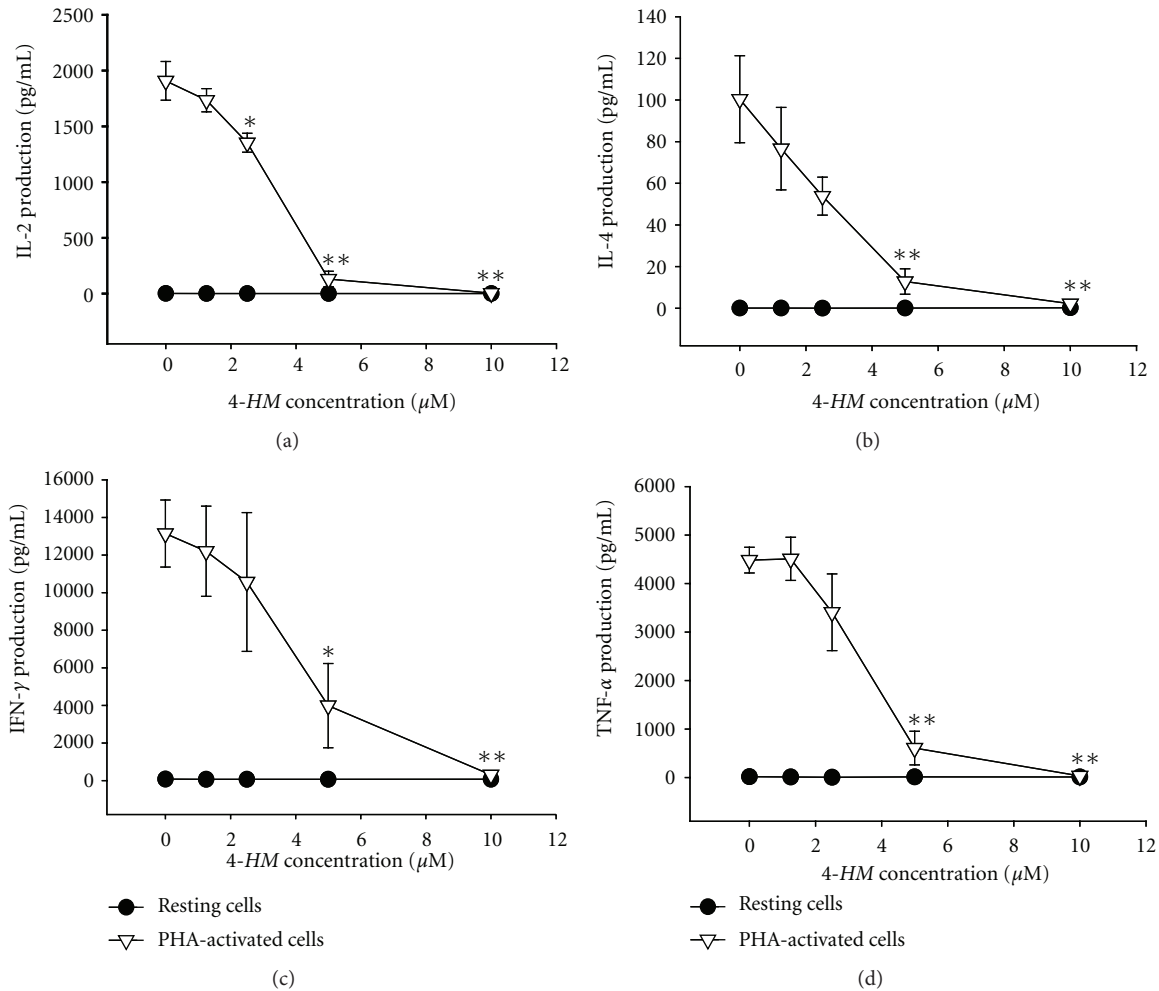 2500
2000
1500
1000
500
0
IL-2 production (pg/mL)
*
**
**
0 2 4 6 8 10 12
4-HM concentration (μM)
(a)
140
120
100
80
60
40
20
0
IL-4 production (pg/mL)
**
**
0 2 4 6 8 10 12
4-HM concentration (μM)
(b)
16000
14000
12000
10000
8000
6000
4000
2000
0
IFN-γ production (pg/mL)
*
**
0 2 4 6 8 10 12
4-HM concentration (μM)
Resting cells
PHA-activated cells
(c)
6000
5000
4000
3000
2000
1000
0
TNF-α production (pg/mL)
**
**
0 2 4 6 8 10 12
4-HM concentration (μM)
Resting cells
PHA-activated cells
(d)